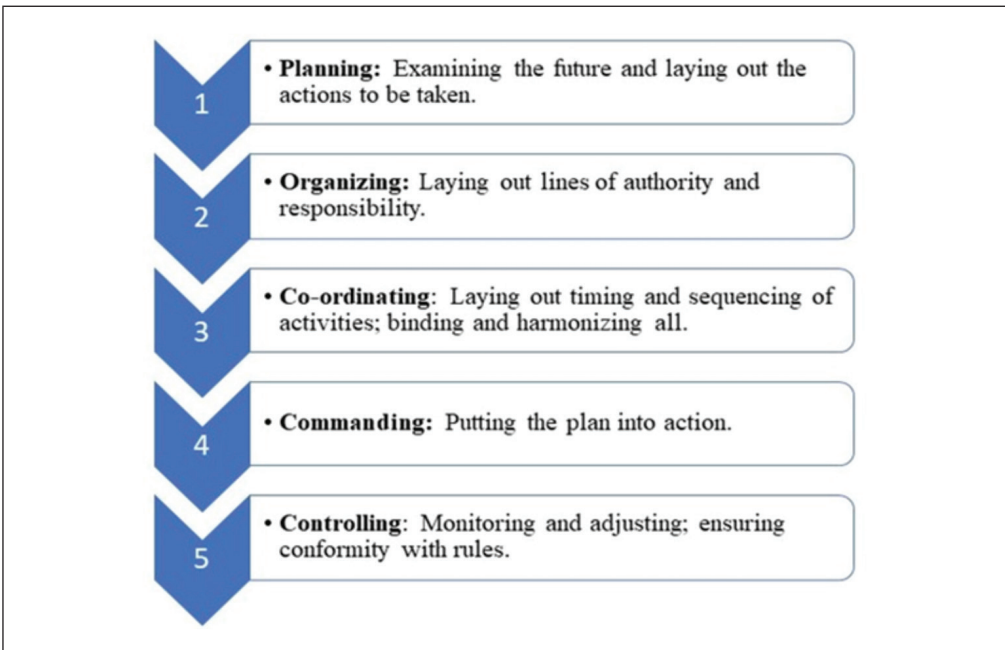 1
• Planning: Examining the future and laying out the
actions to be taken.
2
• Organizing: Laying out lines of authority and
responsibility.
3
• Co-ordinating: Laying out timing and sequencing of
activities; binding and harmonizing all.
4
• Commanding: Putting the plan into action.
5
• Controlling: Monitoring and adjusting; ensuring
conformity with rules.